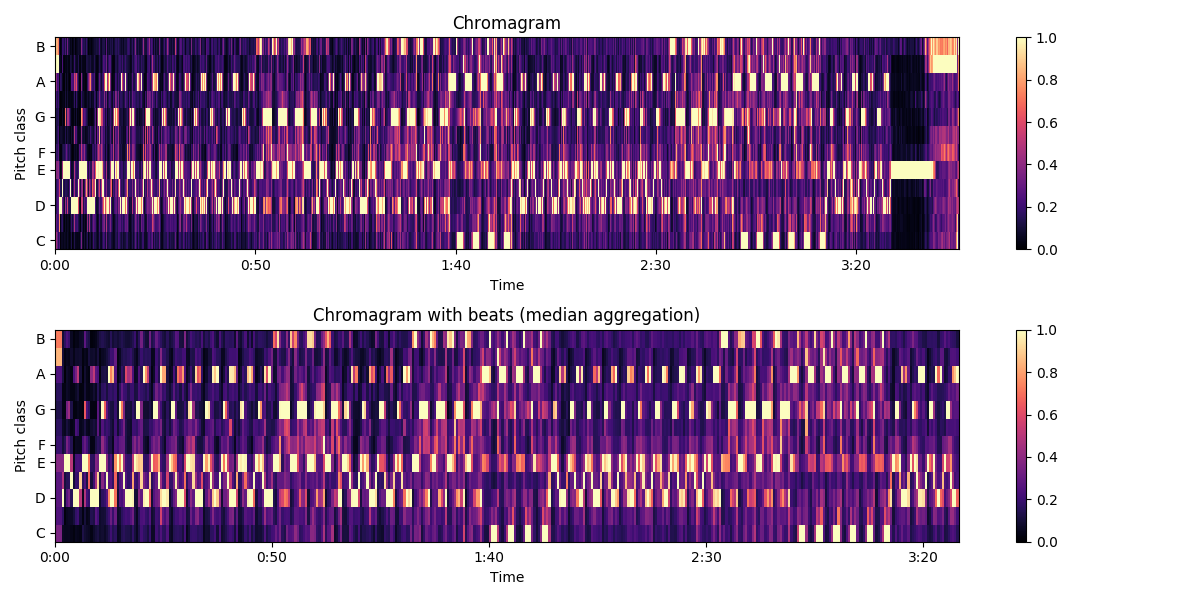 Chromagram
Pitch class
B
A
G
F
E
D
C
0:00 0:50 1:40 2:30 3:20
Time
1.0
0.8
0.6
0.4
0.2
0.0
Chromagram with beats (median aggregation)
Pitch class
B
A
G
F
E
D
C
0:00 0:50 1:40 2:30 3:20
Time
1.0
0.8
0.6
0.4
0.2
0.0